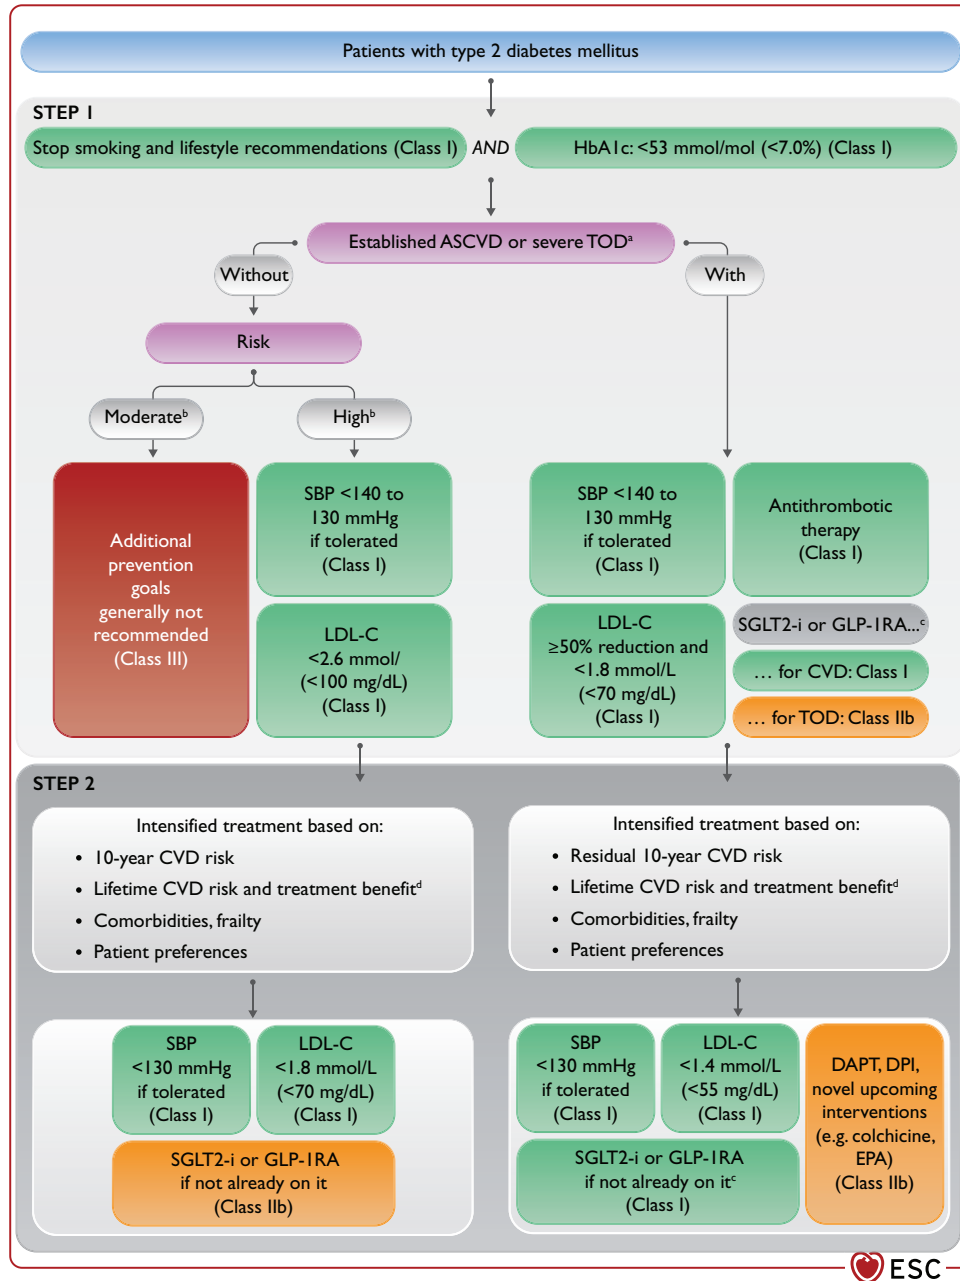 Patients with type 2 diabetes mellitus
STEP 1
Stop smoking and lifestyle recommendations (Class I)
AND
HbA1c: <53 mmol/mol (<7.0%) (Class I)
Established ASCVD or severe TODᵃ
Without
With
Risk
Moderateᵇ
Highᵇ
Additional
prevention
goals
generally not
recommended
(Class III)
SBP <140 to
130 mmHg
if tolerated
(Class I)
LDL-C
<2.6 mmol/
(<100 mg/dL)
(Class I)
SBP <140 to
130 mmHg
if tolerated
(Class I)
LDL-C
≥50% reduction and
<1.8 mmol/L
(<70 mg/dL)
(Class I)
Antithrombotic
therapy
(Class I)
SGLT2-i or GLP-1RA...ᶜ
... for CVD: Class I
... for TOD: Class IIb
STEP 2
Intensified treatment based on:
• 10-year CVD risk
• Lifetime CVD risk and treatment benefitᵈ
• Comorbidities, frailty
• Patient preferences
Intensified treatment based on:
• Residual 10-year CVD risk
• Lifetime CVD risk and treatment benefitᵈ
• Comorbidities, frailty
• Patient preferences
SBP
<130 mmHg
if tolerated
(Class I)
LDL-C
<1.8 mmol/L
(<70 mg/dL)
(Class I)
SGLT2-i or GLP-1RA
if not already on it
(Class IIb)
SBP
<130 mmHg
if tolerated
(Class I)
LDL-C
<1.4 mmol/L
(<55 mg/dL)
(Class I)
SGLT2-i or GLP-1RA
if not already on itᶜ
(Class I)
DAPT, DPI,
novel upcoming
interventions
(e.g. colchicine,
EPA)
(Class IIb)
ESC